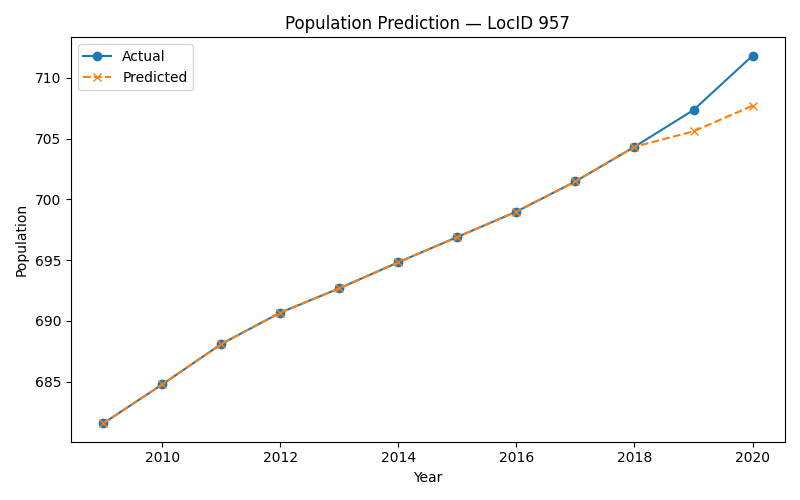 Population Prediction — LocID 957
Actual
Predicted
710
705
700
695
690
685
Population
2010 2012 2014 2016 2018 2020
Year